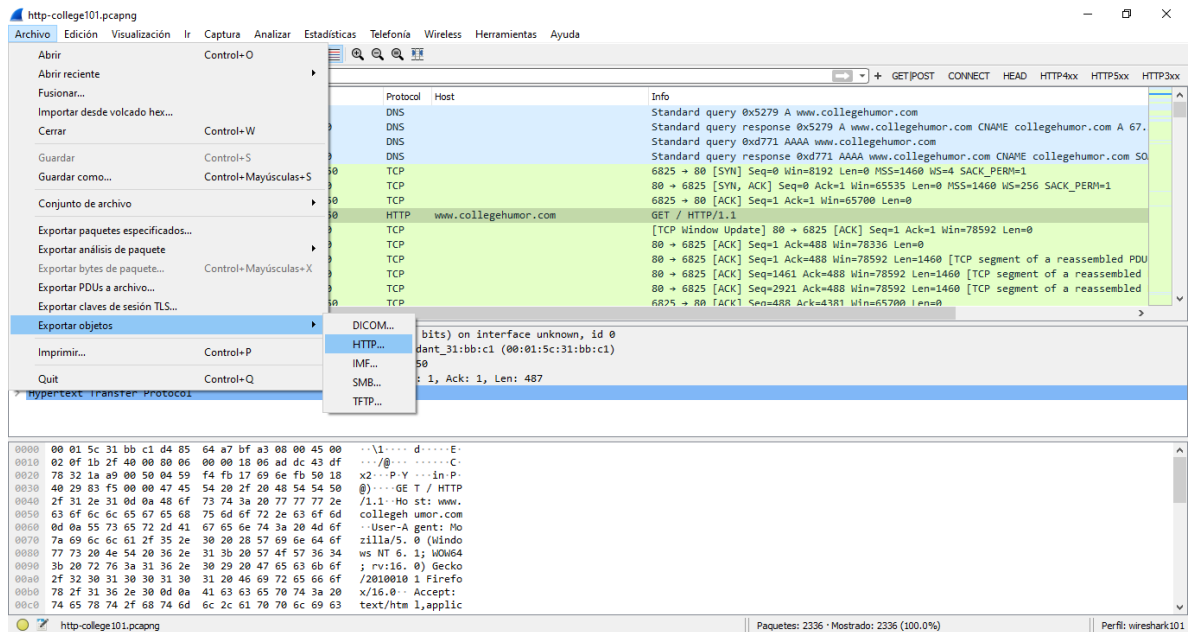 http-college101.pcapng
Archivo Edición Visualización Ir Captura Analizar Estadísticas Telefonía Wireless Herramientas Ayuda
Abrir Control+O
Abrir reciente
Fusionar...
Importar desde volcado hex...
Cerrar Control+W
Guardar Control+S
Guardar como... Control+Mayúsculas+S
Conjunto de archivo
Exportar paquetes especificados...
Exportar análisis de paquete
Exportar bytes de paquete... Control+Mayúsculas+X
Exportar PDUs a archivo...
Exportar claves de sesión TLS...
Exportar objetos
Imprimir... Control+P
Quit Control+Q
DICOM...
HTTP...
IMF...
SMB...
TFTP...
+ GET|POST CONNECT HEAD HTTP4xx HTTP5xx HTTP3xx
Protocol Host Info
DNS Standard query 0x5279 A www.collegehumor.com
DNS Standard query response 0x5279 A www.collegehumor.com CNAME collegehumor.com A 67.
DNS Standard query 0xd771 AAAA www.collegehumor.com
DNS Standard query response 0xd771 AAAA www.collegehumor.com CNAME collegehumor.com SO
TCP 6825 → 80 [SYN] Seq=0 Win=8192 Len=0 MSS=1460 WS=4 SACK_PERM=1
TCP 80 → 6825 [SYN, ACK] Seq=0 Ack=1 Win=65535 Len=0 MSS=1460 WS=256 SACK_PERM=1
TCP 6825 → 80 [ACK] Seq=1 Ack=1 Win=65700 Len=0
HTTP www.collegehumor.com GET / HTTP/1.1
TCP [TCP Window Update] 80 → 6825 [ACK] Seq=1 Ack=1 Win=78592 Len=0
TCP 80 → 6825 [ACK] Seq=1 Ack=488 Win=78336 Len=0
TCP 80 → 6825 [ACK] Seq=1 Ack=488 Win=78592 Len=1460 [TCP segment of a reassembled PDU
TCP 80 → 6825 [ACK] Seq=1461 Ack=488 Win=78592 Len=1460 [TCP segment of a reassembled
TCP 80 → 6825 [ACK] Seq=2921 Ack=488 Win=78592 Len=1460 [TCP segment of a reassembled
TCP 6825 → 80 [ACK] Seq=488 Ack=4381 Win=65700 Len=0
bits) on interface unknown, id 0
dant_31:bb:c1 (00:01:5c:31:bb:c1)
50
: 1, Ack: 1, Len: 487
Hypertext Transfer Protocol
0000 00 01 5c 31 bb c1 d4 85 64 a7 bf a3 08 00 45 00 ··\1···· d·····E·
0010 02 0f 1b 2f 40 00 80 06 00 00 18 06 ad dc 43 df ···/@··· ······C·
0020 78 32 1a a9 00 50 04 59 f4 fb 17 69 6e fb 50 18 x2···P·Y ···in·P·
0030 40 29 83 f5 00 00 47 45 54 20 2f 20 48 54 54 50 @)····GE T / HTTP
0040 2f 31 2e 31 0d 0a 48 6f 73 74 3a 20 77 77 77 2e /1.1··Ho st: www.
0050 63 6f 6c 6c 65 67 65 68 75 6d 6f 72 2e 63 6f 6d collegeh umor.com
0060 0d 0a 55 73 65 72 2d 41 67 65 6e 74 3a 20 4d 6f ··User-A gent: Mo
0070 7a 69 6c 6c 61 2f 35 2e 30 20 28 57 69 6e 64 6f zilla/5. 0 (Windo
0080 77 73 20 4e 54 20 36 2e 31 3b 20 57 4f 57 36 34 ws NT 6. 1; WOW64
0090 3b 20 72 76 3a 31 36 2e 30 29 20 47 65 63 6b 6f ; rv:16. 0) Gecko
00a0 2f 32 30 31 30 30 31 30 31 20 46 69 72 65 66 6f /2010010 1 Firefo
00b0 78 2f 31 36 2e 30 0d 0a 41 63 63 65 70 74 3a 20 x/16.0·· Accept:
00c0 74 65 78 74 2f 68 74 6d 6c 2c 61 70 70 6c 69 63 text/htm l,applic
http-college101.pcapng Paquetes: 2336 · Mostrado: 2336 (100.0%) Perfil: wireshark101